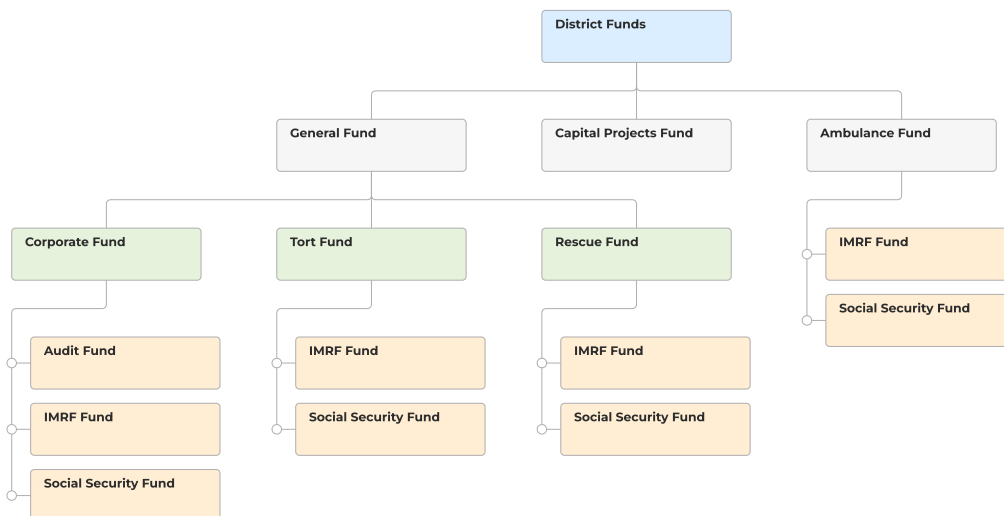 District Funds
General Fund
Capital Projects Fund
Ambulance Fund
Corporate Fund
Tort Fund
Rescue Fund
IMRF Fund
Social Security Fund
Audit Fund
IMRF Fund
IMRF Fund
IMRF Fund
Social Security Fund
Social Security Fund
Social Security Fund